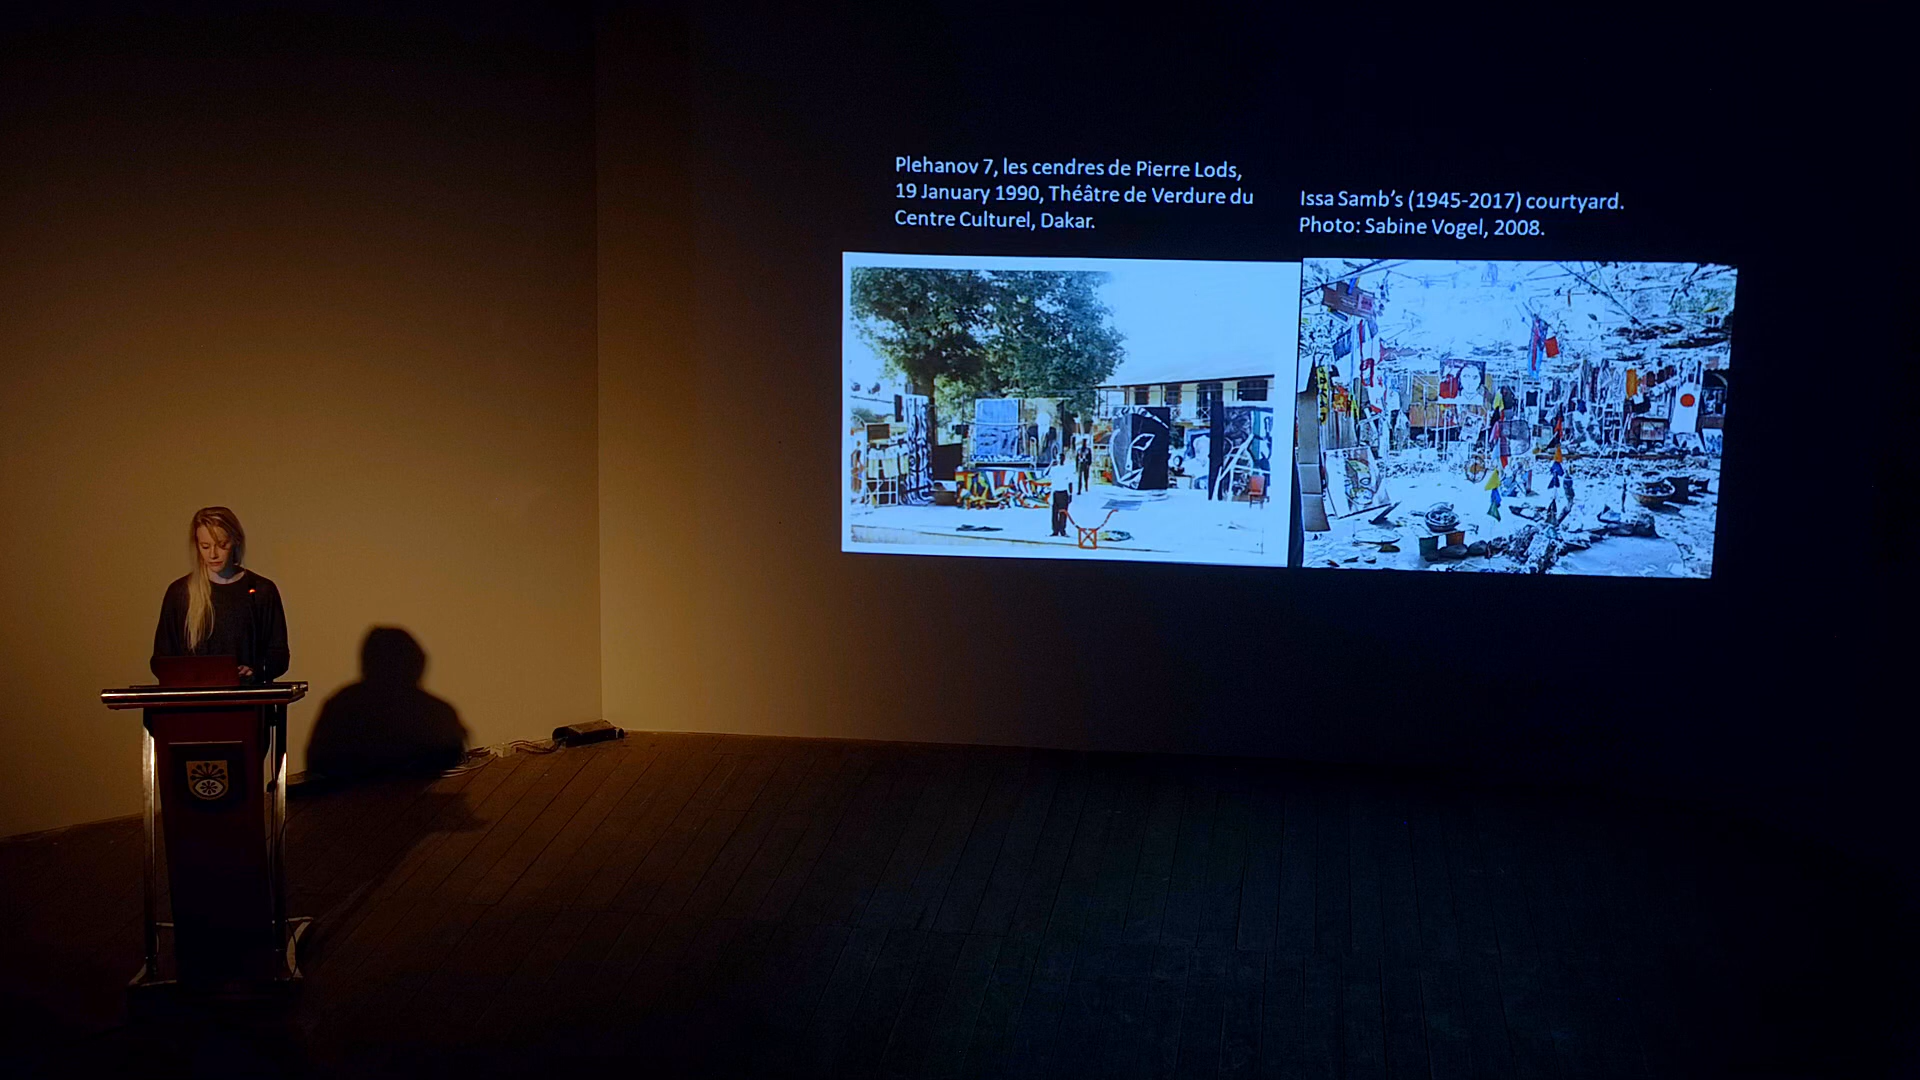 Plehanov 7, les cendres de Pierre Lods,
19 January 1990, Théâtre de Verdure du
Centre Culturel, Dakar.
Issa Samb's (1945-2017) courtyard.
Photo: Sabine Vogel, 2008.